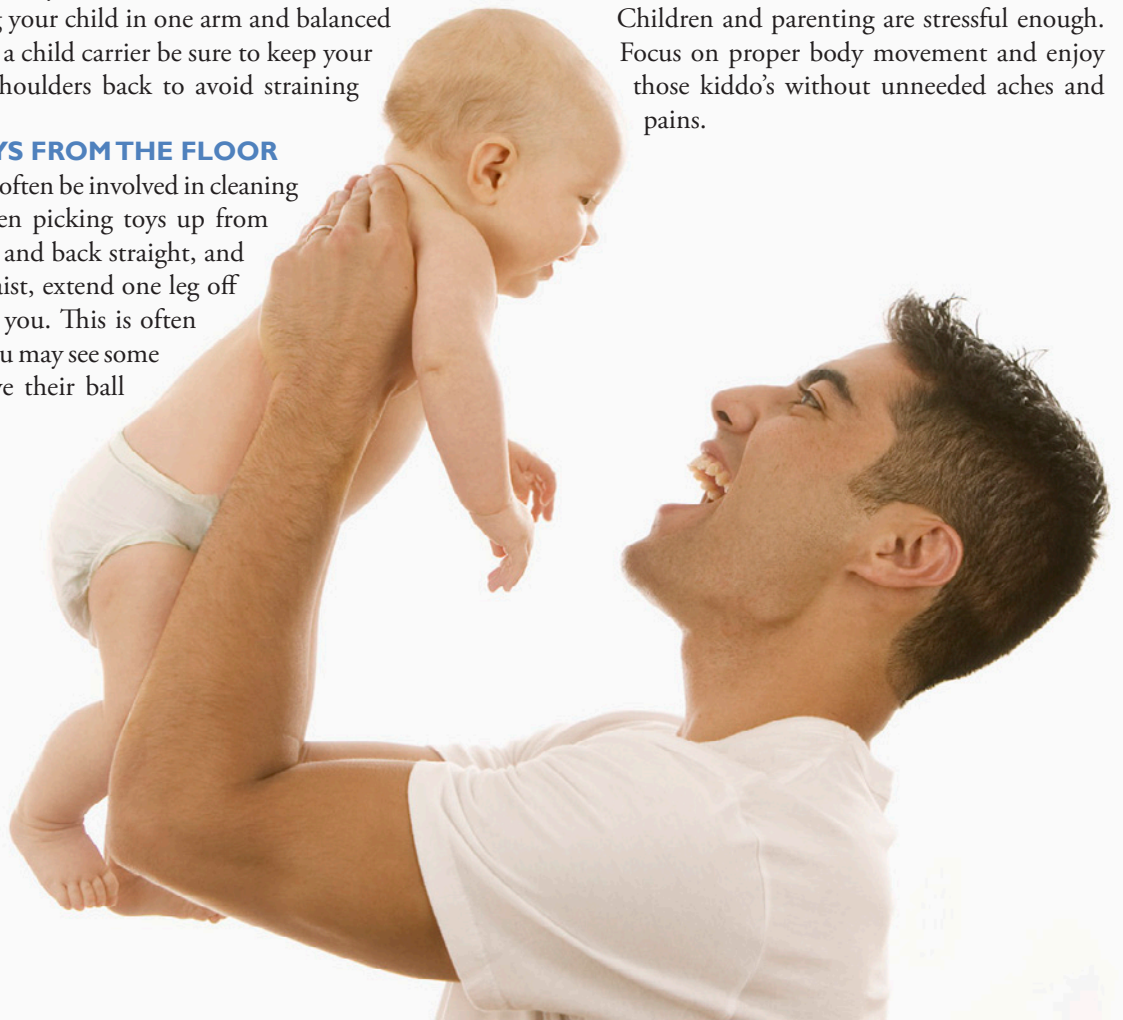 your child in one arm and balanced
a child carrier be sure to keep your
houlders back to avoid straining
YS FROM THE FLOOR
often be involved in cleaning
en picking toys up from
and back straight, and
ist, extend one leg off
you. This is often
u may see some
e their ball
Children and parenting are stressful enough.
Focus on proper body movement and enjoy
those kiddo's without unneeded aches and
pains.